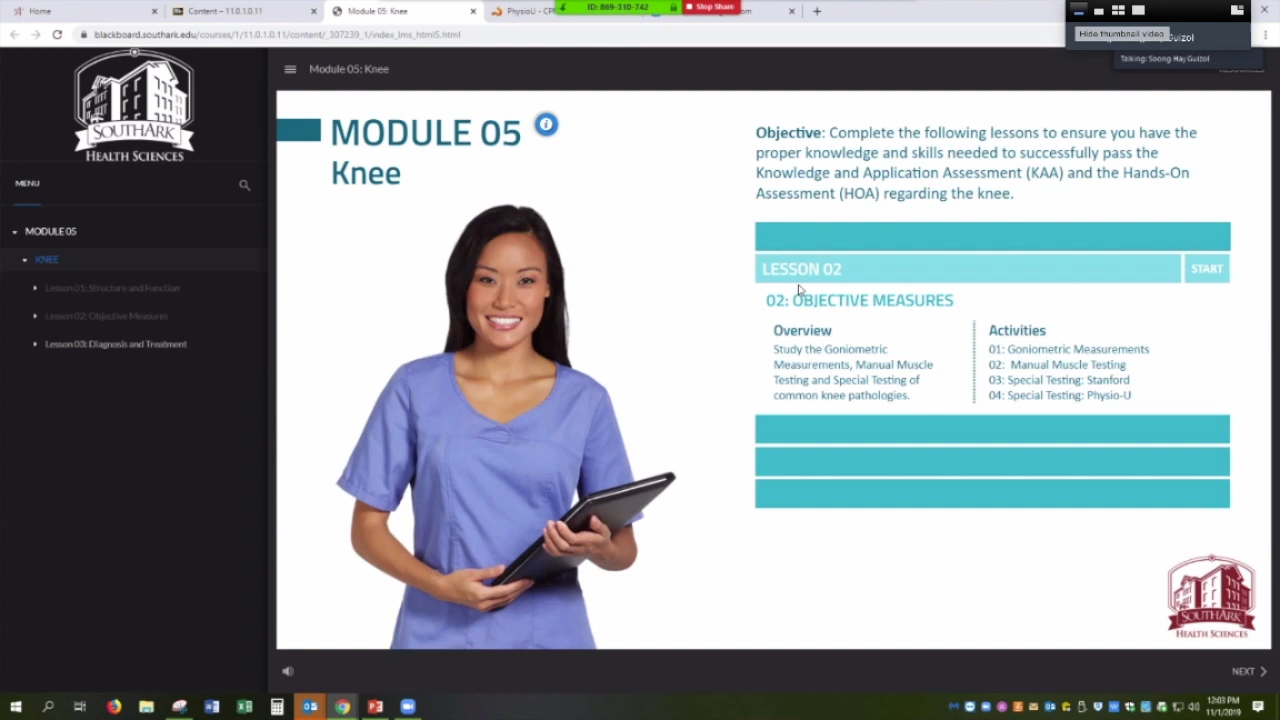 Home
Content – 11.0.1.0.11
Module 05: Knee
PhysioU - CP
ID: 869-310-742
Stop Share
om
Hide thumbnail video
Guizol
Talking: Soong Hay Guizol
blackboard.southark.edu/courses/1/11.0.1.0.11/content/_307239_1/index_lms_html5.html
SOUTHARK
HEALTH SCIENCES
Module 05: Knee
MENU
MODULE 05
KNEE
Lesson 01: Structure and Function
Lesson 02: Objective Measures
Lesson 03: Diagnosis and Treatment
MODULE 05
Knee
Objective: Complete the following lessons to ensure you have the
proper knowledge and skills needed to successfully pass the
Knowledge and Application Assessment (KAA) and the Hands-On
Assessment (HOA) regarding the knee.
LESSON 02
START
02: OBJECTIVE MEASURES
Overview
Study the Goniometric
Measurements, Manual Muscle
Testing and Special Testing of
common knee pathologies.
Activities
01: Goniometric Measurements
02: Manual Muscle Testing
03: Special Testing: Stanford
04: Special Testing: Physio-U
SOUTHARK
HEALTH SCIENCES
NEXT
12:03 PM
11/1/2019